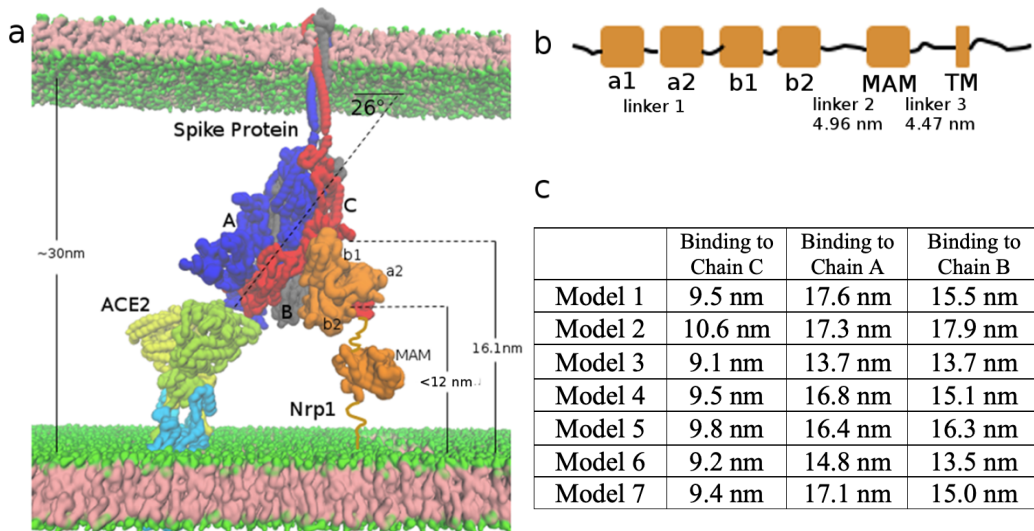 a
26°
Spike Protein
A
C
~30nm
b1
a2
ACE2
B
b2
16.1nm
MAM
<12 nm
Nrp1
b
a1 a2 b1 b2 MAM TM
linker 1 linker 2 linker 3
4.96 nm 4.47 nm
c
Binding to Chain C Binding to Chain A Binding to Chain B
Model 1 9.5 nm 17.6 nm 15.5 nm
Model 2 10.6 nm 17.3 nm 17.9 nm
Model 3 9.1 nm 13.7 nm 13.7 nm
Model 4 9.5 nm 16.8 nm 15.1 nm
Model 5 9.8 nm 16.4 nm 16.3 nm
Model 6 9.2 nm 14.8 nm 13.5 nm
Model 7 9.4 nm 17.1 nm 15.0 nm